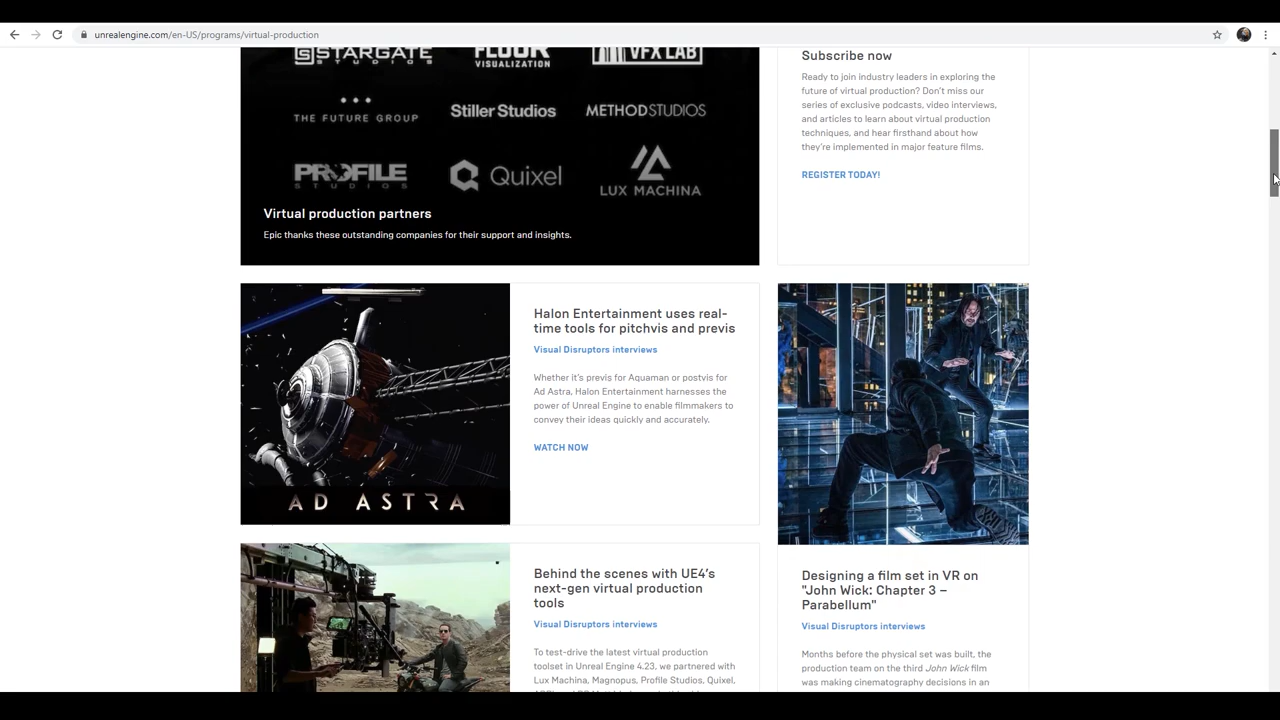 unrealengine.com/en-US/programs/virtual-production
STARGATE
STUDIOS
FLOOR
VISUALIZATION
VFX LAB
THE FUTURE GROUP
Stiller Studios
METHOD STUDIOS
PROFILE
STUDIOS
Quixel
LUX MACHINA
Virtual production partners
Epic thanks these outstanding companies for their support and insights.
Subscribe now
Ready to join industry leaders in exploring the
future of virtual production? Don't miss our
series of exclusive podcasts, video interviews,
and articles to learn about virtual production
techniques, and hear firsthand about how
they're implemented in major feature films.
REGISTER TODAY!
AD ASTRA
Halon Entertainment uses real-
time tools for pitchvis and previs
Visual Disruptors interviews
Whether it's previs for Aquaman or postvis for
Ad Astra, Halon Entertainment harnesses the
power of Unreal Engine to enable filmmakers to
convey their ideas quickly and accurately.
WATCH NOW
Behind the scenes with UE4's
next-gen virtual production
tools
Visual Disruptors interviews
To test-drive the latest virtual production
toolset in Unreal Engine 4.23, we partnered with
Lux Machina, Magnopus, Profile Studios, Quixel,
Designing a film set in VR on
"John Wick: Chapter 3 –
Parabellum"
Visual Disruptors interviews
Months before the physical set was built, the
production team on the third John Wick film
was making cinematography decisions in an